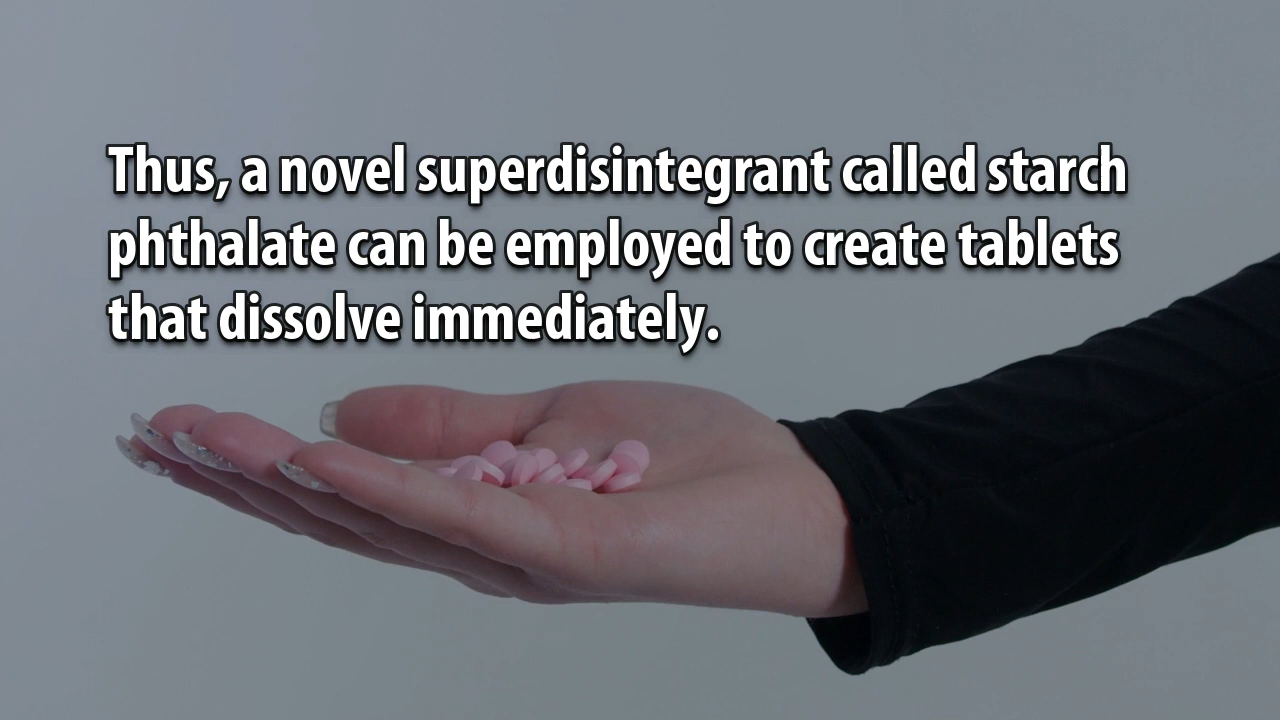 Thus, a novel superdisintegrant called starch
phthalate can be employed to create tablets
that dissolve immediately.